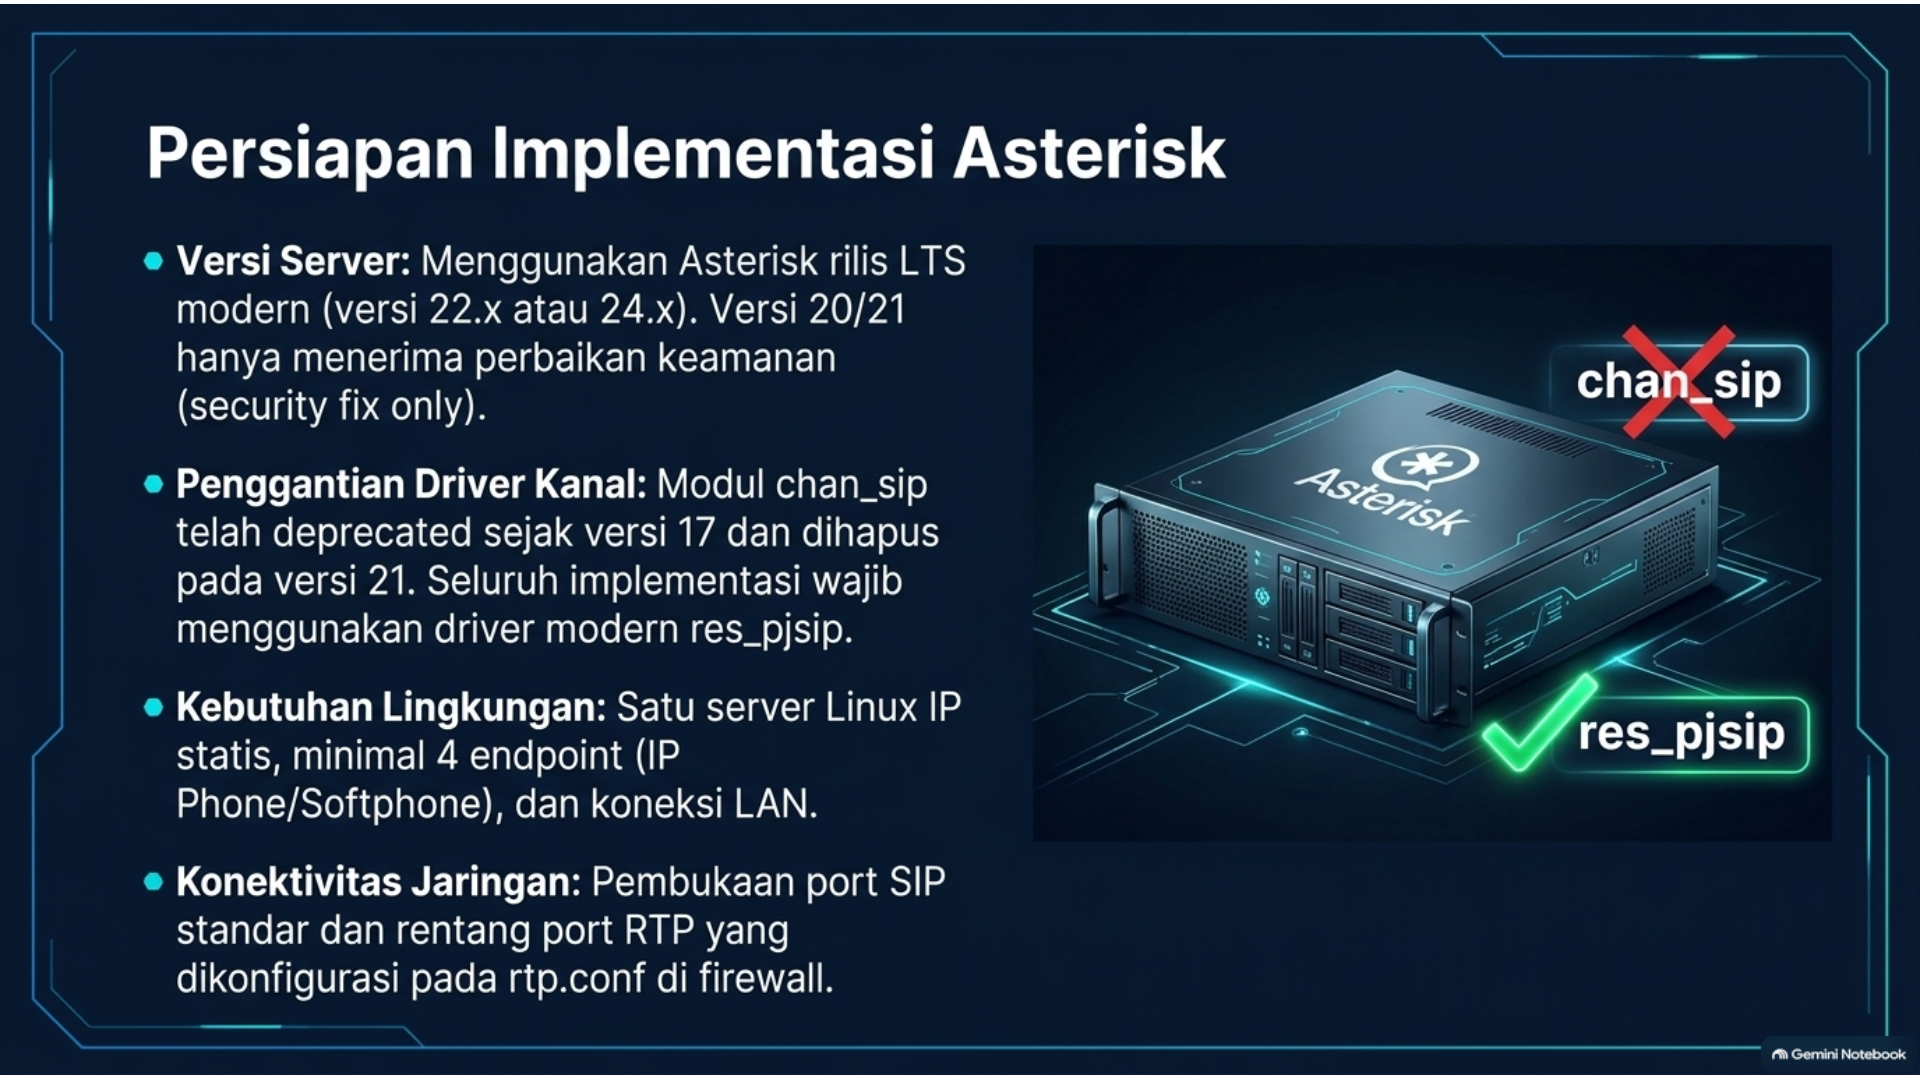 Persiapan Implementasi Asterisk
Versi Server: Menggunakan Asterisk rilis LTS
modern (versi 22.x atau 24.x). Versi 20/21
hanya menerima perbaikan keamanan
(security fix only).
Penggantian Driver Kanal: Modul chan_sip
telah deprecated sejak versi 17 dan dihapus
pada versi 21. Seluruh implementasi wajib
menggunakan driver modern res_pjsip.
Kebutuhan Lingkungan: Satu server Linux IP
statis, minimal 4 endpoint (IP
Phone/Softphone), dan koneksi LAN.
Konektivitas Jaringan: Pembukaan port SIP
standar dan rentang port RTP yang
dikonfigurasi pada rtp.conf di firewall.
chan_sip
Asterisk
res_pjsip
Gemini Notebook